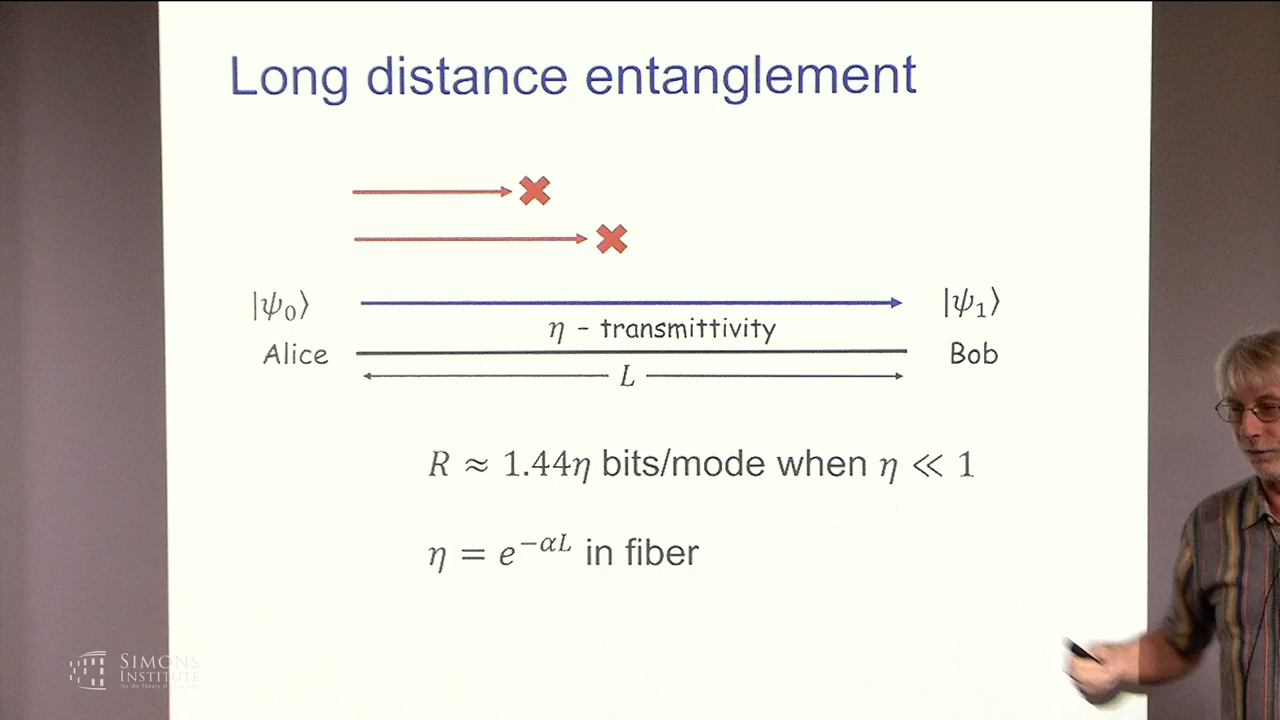 Long distance entanglement
|ψ₀⟩
|ψ₁⟩
η – transmittivity
Alice
Bob
L
R ≈ 1.44η bits/mode when η ≪ 1
η = e^{−αL} in fiber
SIMONS
INSTITUTE